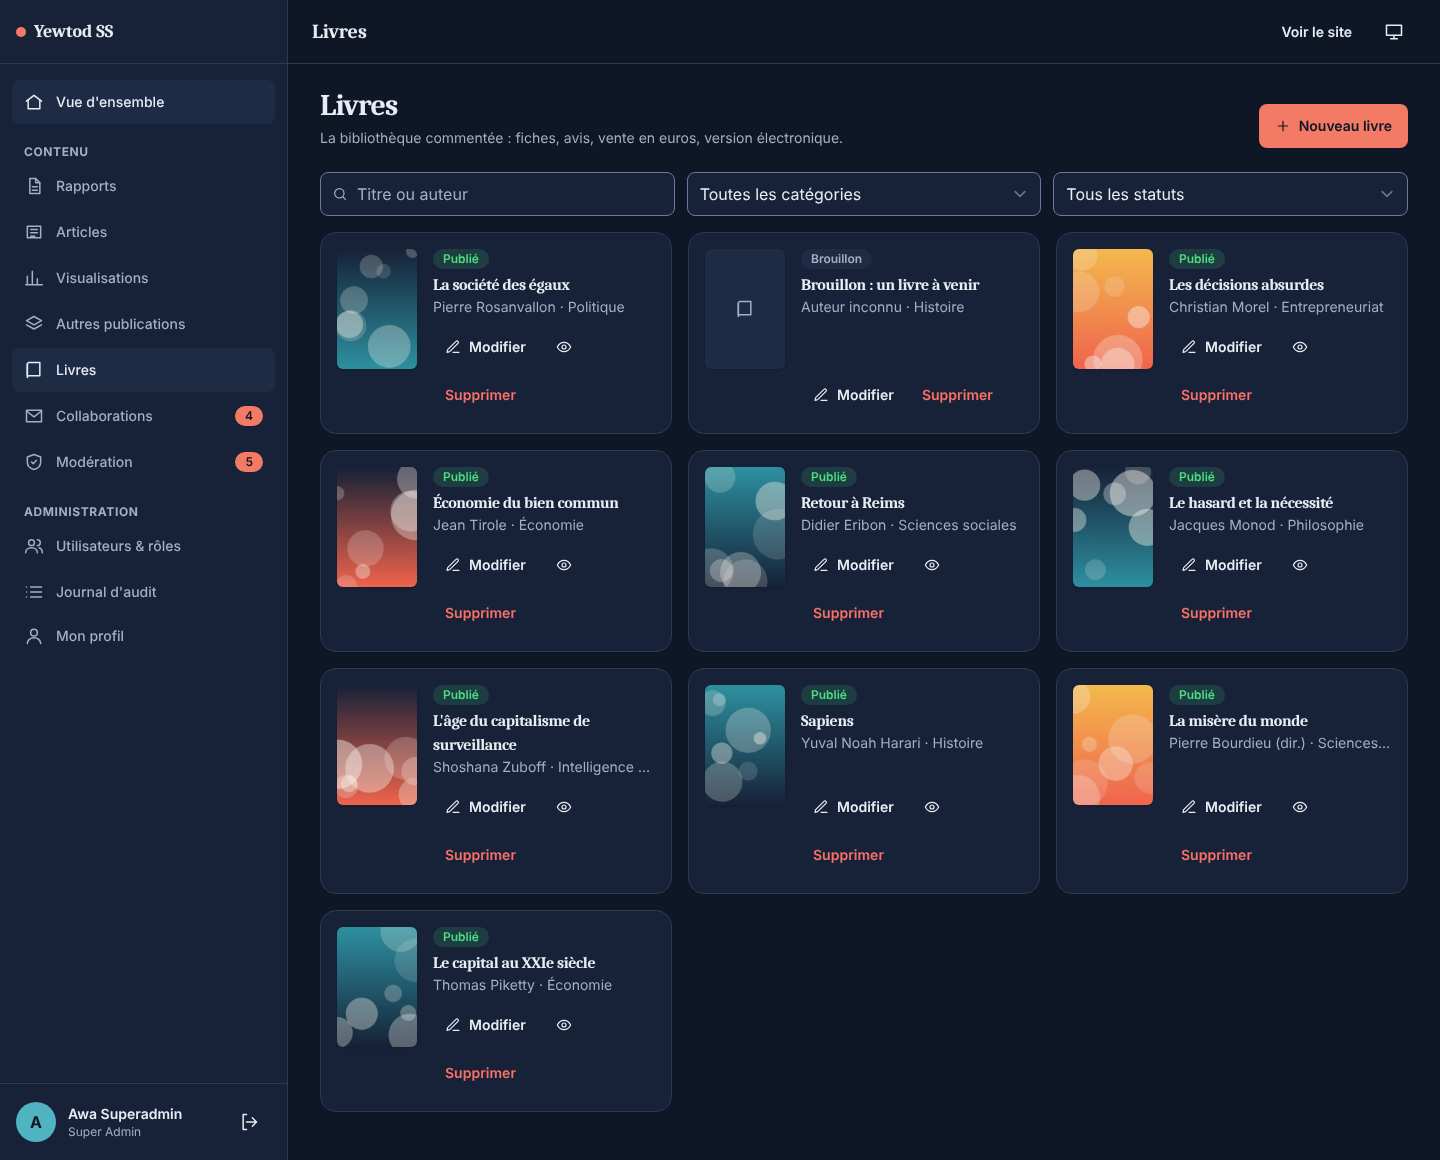 Yewtod SS
Livres
Voir le site
Vue d'ensemble
CONTENU
Rapports
Articles
Visualisations
Autres publications
Livres
Collaborations
4
Modération
5
ADMINISTRATION
Utilisateurs & rôles
Journal d'audit
Mon profil
A
Awa Superadmin
Super Admin
Livres
La bibliothèque commentée : fiches, avis, vente en euros, version électronique.
Nouveau livre
Titre ou auteur
Toutes les catégories
Tous les statuts
Publié
La société des égaux
Pierre Rosanvallon · Politique
Modifier
Supprimer
Brouillon
Brouillon : un livre à venir
Auteur inconnu · Histoire
Modifier
Supprimer
Publié
Les décisions absurdes
Christian Morel · Entrepreneuriat
Modifier
Supprimer
Publié
Économie du bien commun
Jean Tirole · Économie
Modifier
Supprimer
Publié
Retour à Reims
Didier Eribon · Sciences sociales
Modifier
Supprimer
Publié
Le hasard et la nécessité
Jacques Monod · Philosophie
Modifier
Supprimer
Publié
L'âge du capitalisme de
surveillance
Shoshana Zuboff · Intelligence ...
Modifier
Supprimer
Publié
Sapiens
Yuval Noah Harari · Histoire
Modifier
Supprimer
Publié
La misère du monde
Pierre Bourdieu (dir.) · Sciences...
Modifier
Supprimer
Publié
Le capital au XXIe siècle
Thomas Piketty · Économie
Modifier
Supprimer